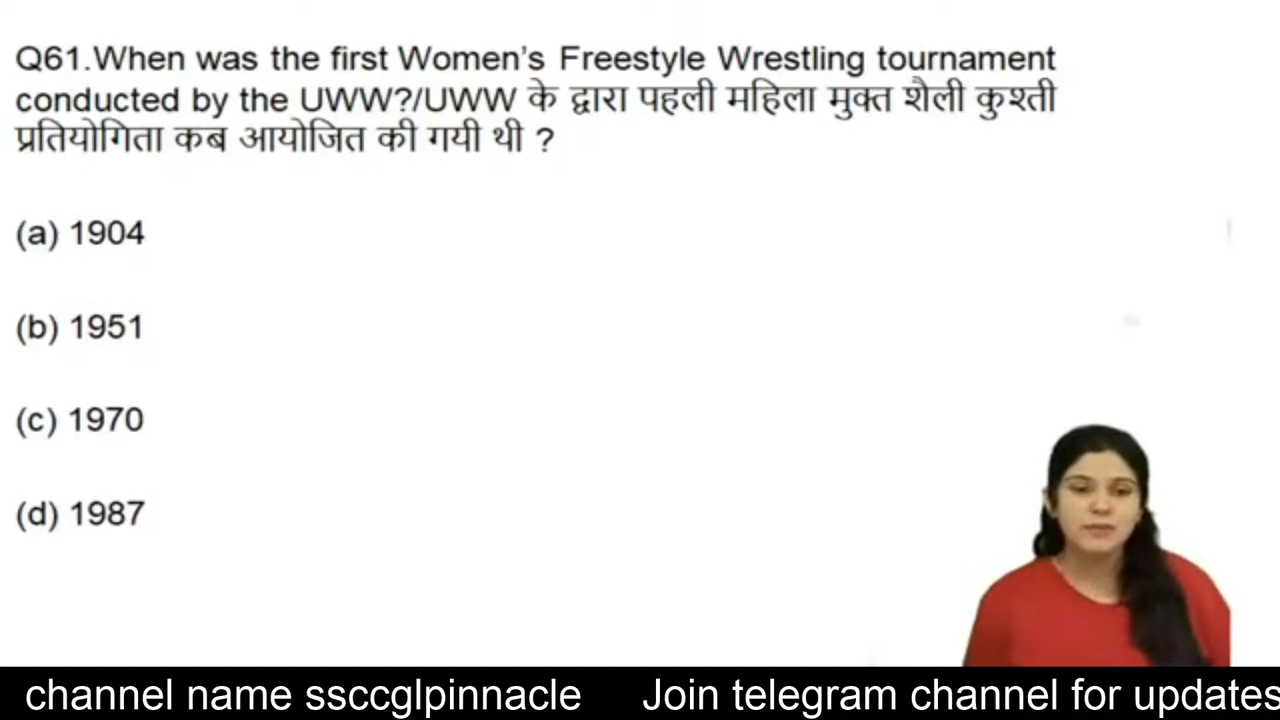 Q61.When was the first Women's Freestyle Wrestling tournament
conducted by the UWW?/UWW के द्वारा पहली महिला मुक्त शैली कुश्ती
प्रतियोगिता कब आयोजित की गयी थी ?
(a) 1904
(b) 1951
(c) 1970
(d) 1987
channel name ssccglpinnacle Join telegram channel for updates